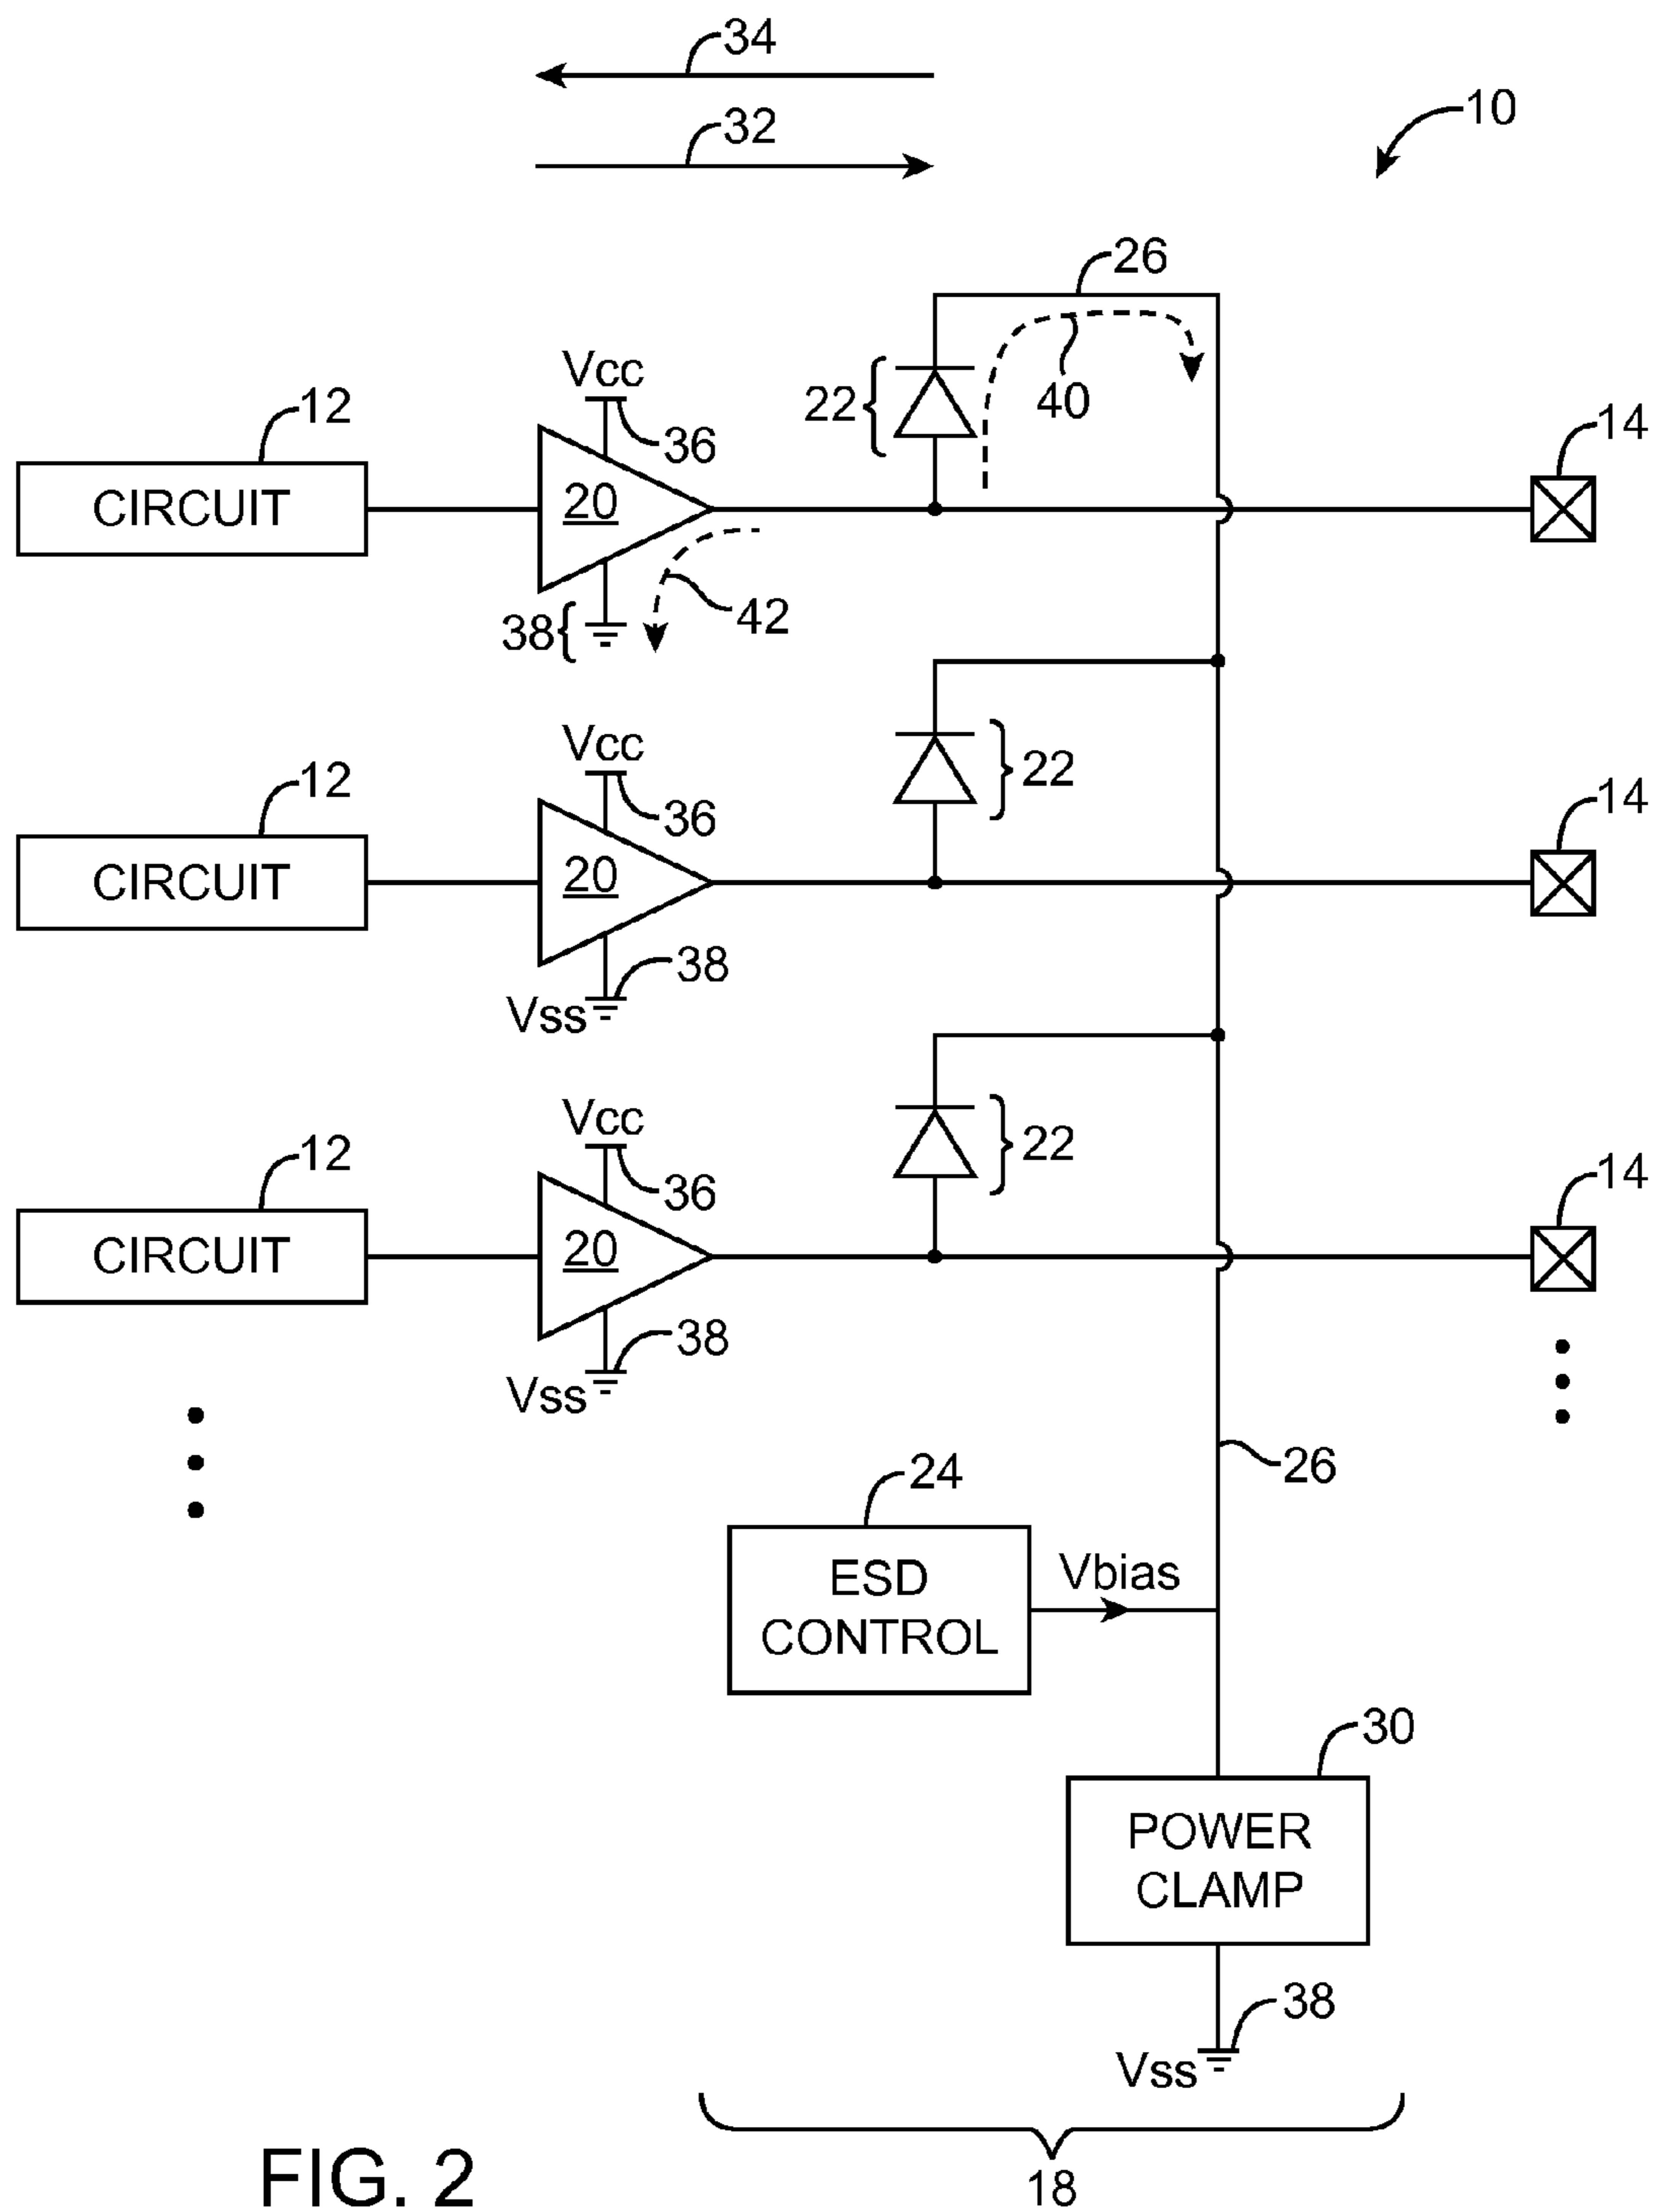 34
32
10
26
Vcc
12
36
22
40
14
CIRCUIT
20
42
38
Vcc
12
36
22
14
CIRCUIT
20
38
Vss
Vcc
12
36
22
14
CIRCUIT
20
38
Vss
26
24
ESD
CONTROL
Vbias
30
POWER
CLAMP
38
Vss
18
FIG. 2